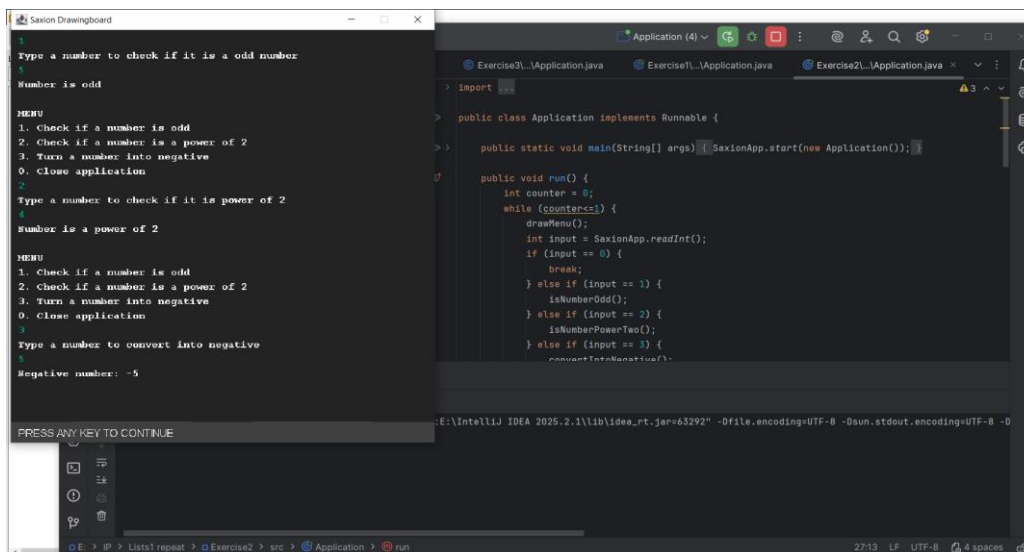 Saxion Drawingboard
1
Type a number to check if it is a odd number
5
Number is odd
MENU
1. Check if a number is odd
2. Check if a number is a power of 2
3. Turn a number into negative
0. Close application
2
Type a number to check if it is power of 2
4
Number is a power of 2
MENU
1. Check if a number is odd
2. Check if a number is a power of 2
3. Turn a number into negative
0. Close application
3
Type a number to convert into negative
5
Negative number: -5
PRESS ANY KEY TO CONTINUE
Application (4)
Exercise3\...\Application.java Exercise1\...\Application.java Exercise2\...\Application.java
import ...
3
public class Application implements Runnable {
public static void main(String[] args) { SaxionApp.start(new Application()); }
public void run() {
int counter = 0;
while (counter<=1) {
drawMenu();
int input = SaxionApp.readInt();
if (input == 0) {
break;
} else if (input == 1) {
isNumberOdd();
} else if (input == 2) {
isNumberPowerTwo();
} else if (input == 3) {
convertIntoNegative();
:E:\IntelliJ IDEA 2025.2.1\lib\idea_rt.jar=63292" -Dfile.encoding=UTF-8 -Dsun.stdout.encoding=UTF-8 -D
E: > IP > Lists1 repeat > Exercise2 > src > Application > run
27:13 LF UTF-8 4 spaces